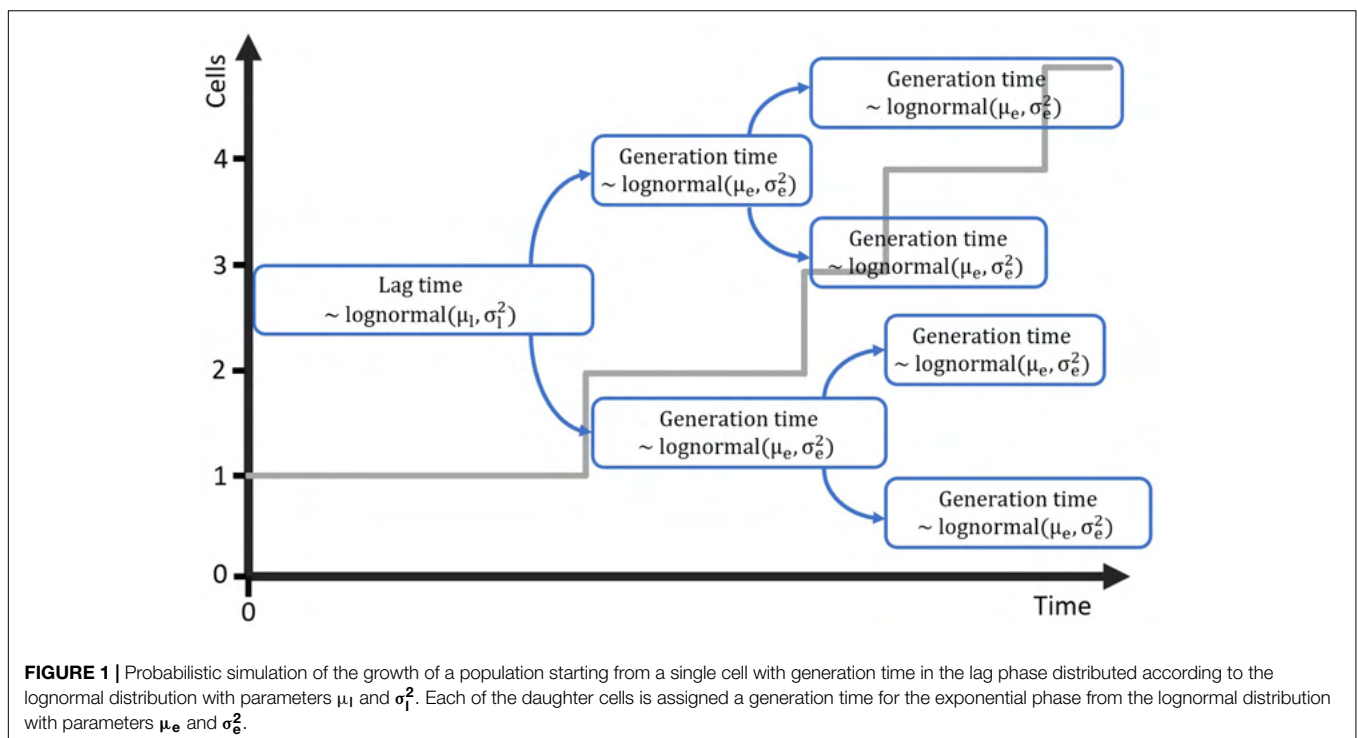 Cells
4
3
2
1
0
0
Time
Lag time
~ lognormal(μₗ, σₗ²)
Generation time
~ lognormal(μₑ, σₑ²)
Generation time
~ lognormal(μₑ, σₑ²)
Generation time
~ lognormal(μₑ, σₑ²)
Generation time
~ lognormal(μₑ, σₑ²)
Generation time
~ lognormal(μₑ, σₑ²)
Generation time
~ lognormal(μₑ, σₑ²)
FIGURE 1 | Probabilistic simulation of the growth of a population starting from a single cell with generation time in the lag phase distributed according to the
lognormal distribution with parameters μₗ and σₗ². Each of the daughter cells is assigned a generation time for the exponential phase from the lognormal distribution
with parameters μₑ and σₑ².